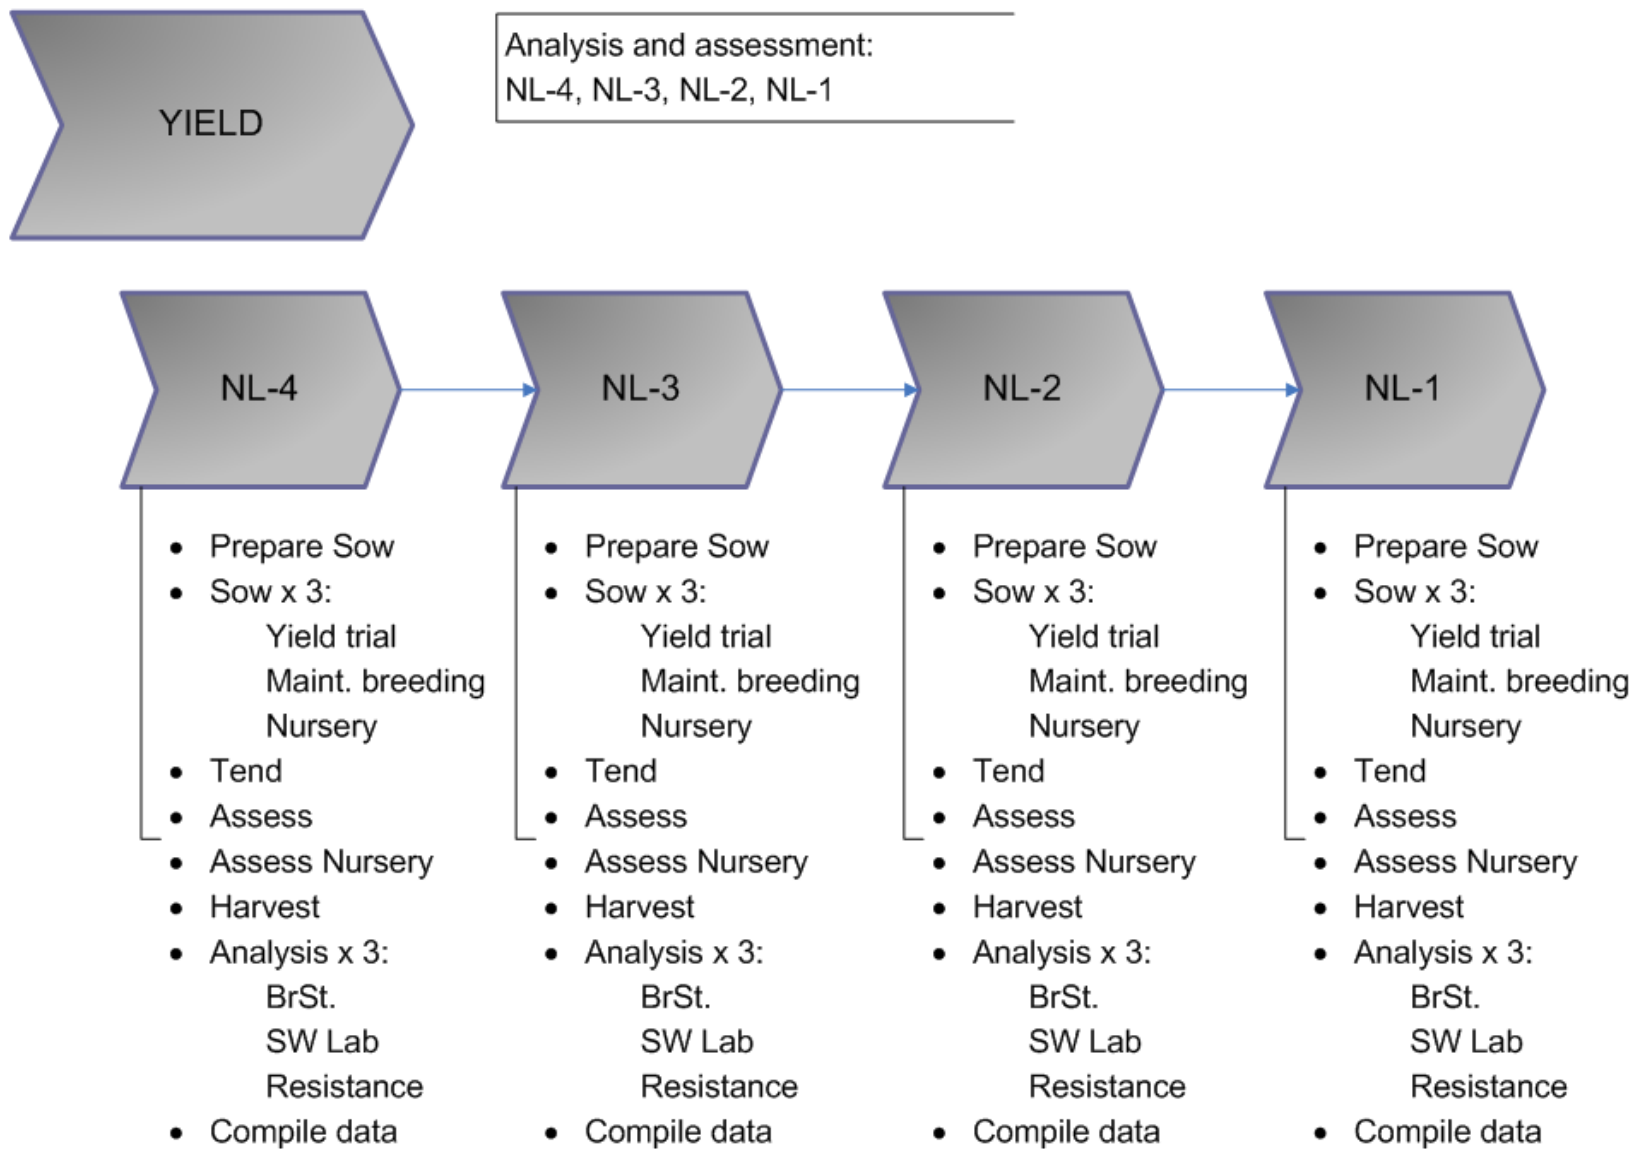 YIELD
Analysis and assessment:
NL-4, NL-3, NL-2, NL-1
NL-4
• Prepare Sow
• Sow x 3:
Yield trial
Maint. breeding
Nursery
• Tend
• Assess
• Assess Nursery
• Harvest
• Analysis x 3:
BrSt.
SW Lab
Resistance
• Compile data
NL-3
• Prepare Sow
• Sow x 3:
Yield trial
Maint. breeding
Nursery
• Tend
• Assess
• Assess Nursery
• Harvest
• Analysis x 3:
BrSt.
SW Lab
Resistance
• Compile data
NL-2
• Prepare Sow
• Sow x 3:
Yield trial
Maint. breeding
Nursery
• Tend
• Assess
• Assess Nursery
• Harvest
• Analysis x 3:
BrSt.
SW Lab
Resistance
• Compile data
NL-1
• Prepare Sow
• Sow x 3:
Yield trial
Maint. breeding
Nursery
• Tend
• Assess
• Assess Nursery
• Harvest
• Analysis x 3:
BrSt.
SW Lab
Resistance
• Compile data